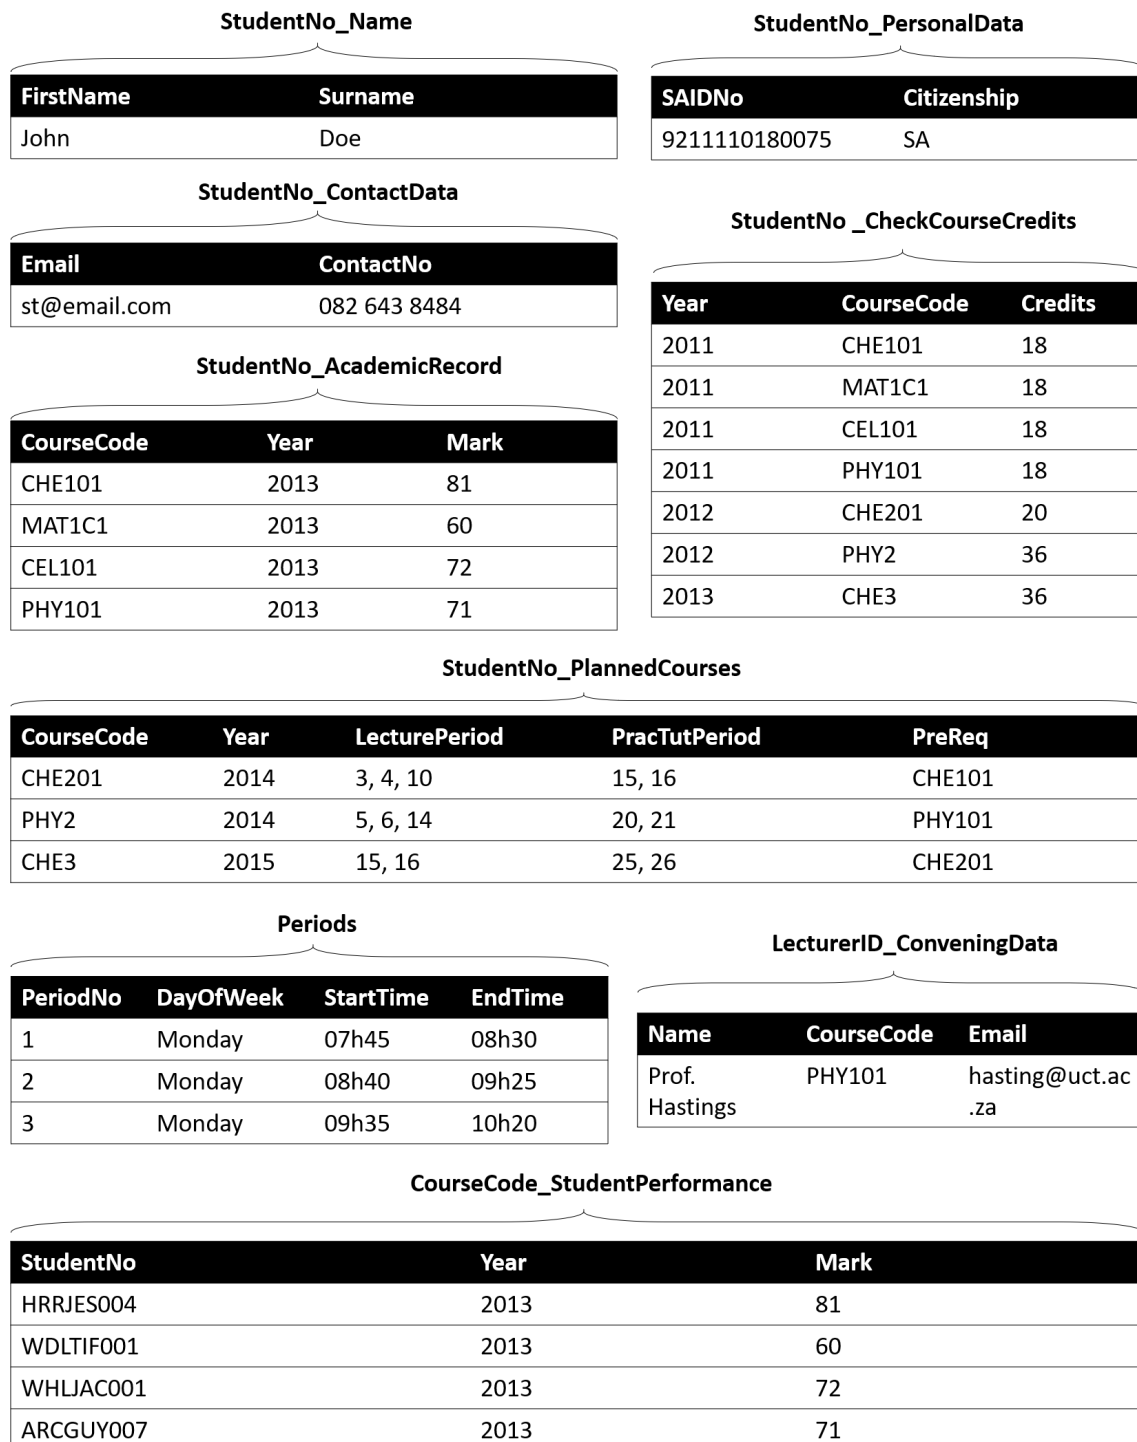 StudentNo_Name
FirstName Surname
John Doe
StudentNo_PersonalData
SAIDNo Citizenship
9211110180075 SA
StudentNo_ContactData
Email ContactNo
st@email.com 082 643 8484
StudentNo _CheckCourseCredits
Year CourseCode Credits
2011 CHE101 18
2011 MAT1C1 18
2011 CEL101 18
2011 PHY101 18
2012 CHE201 20
2012 PHY2 36
2013 CHE3 36
StudentNo_AcademicRecord
CourseCode Year Mark
CHE101 2013 81
MAT1C1 2013 60
CEL101 2013 72
PHY101 2013 71
StudentNo_PlannedCourses
CourseCode Year LecturePeriod PracTutPeriod PreReq
CHE201 2014 3, 4, 10 15, 16 CHE101
PHY2 2014 5, 6, 14 20, 21 PHY101
CHE3 2015 15, 16 25, 26 CHE201
Periods
PeriodNo DayOfWeek StartTime EndTime
1 Monday 07h45 08h30
2 Monday 08h40 09h25
3 Monday 09h35 10h20
LecturerID_ConveningData
Name CourseCode Email
Prof. PHY101 hasting@uct.ac
Hastings .za
CourseCode_StudentPerformance
StudentNo Year Mark
HRRJES004 2013 81
WDLTIF001 2013 60
WHLJAC001 2013 72
ARCGUY007 2013 71